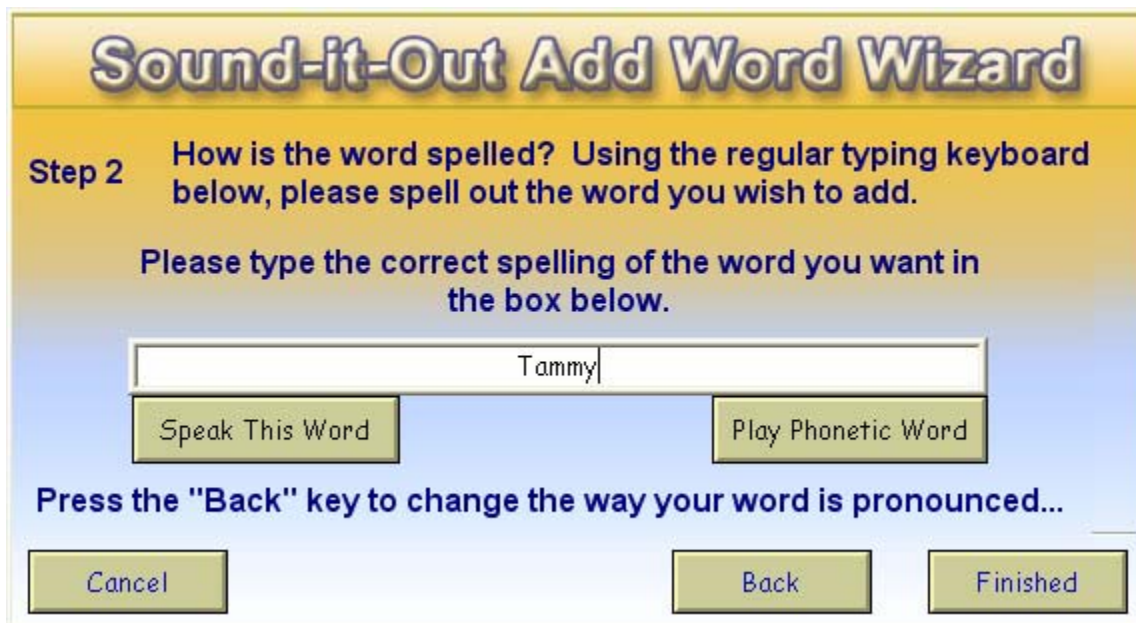 Sound-it-Out Add Word Wizard
Step 2
How is the word spelled? Using the regular typing keyboard
below, please spell out the word you wish to add.
Please type the correct spelling of the word you want in
the box below.
Tammy
Speak This Word
Play Phonetic Word
Press the "Back" key to change the way your word is pronounced...
Cancel
Back
Finished